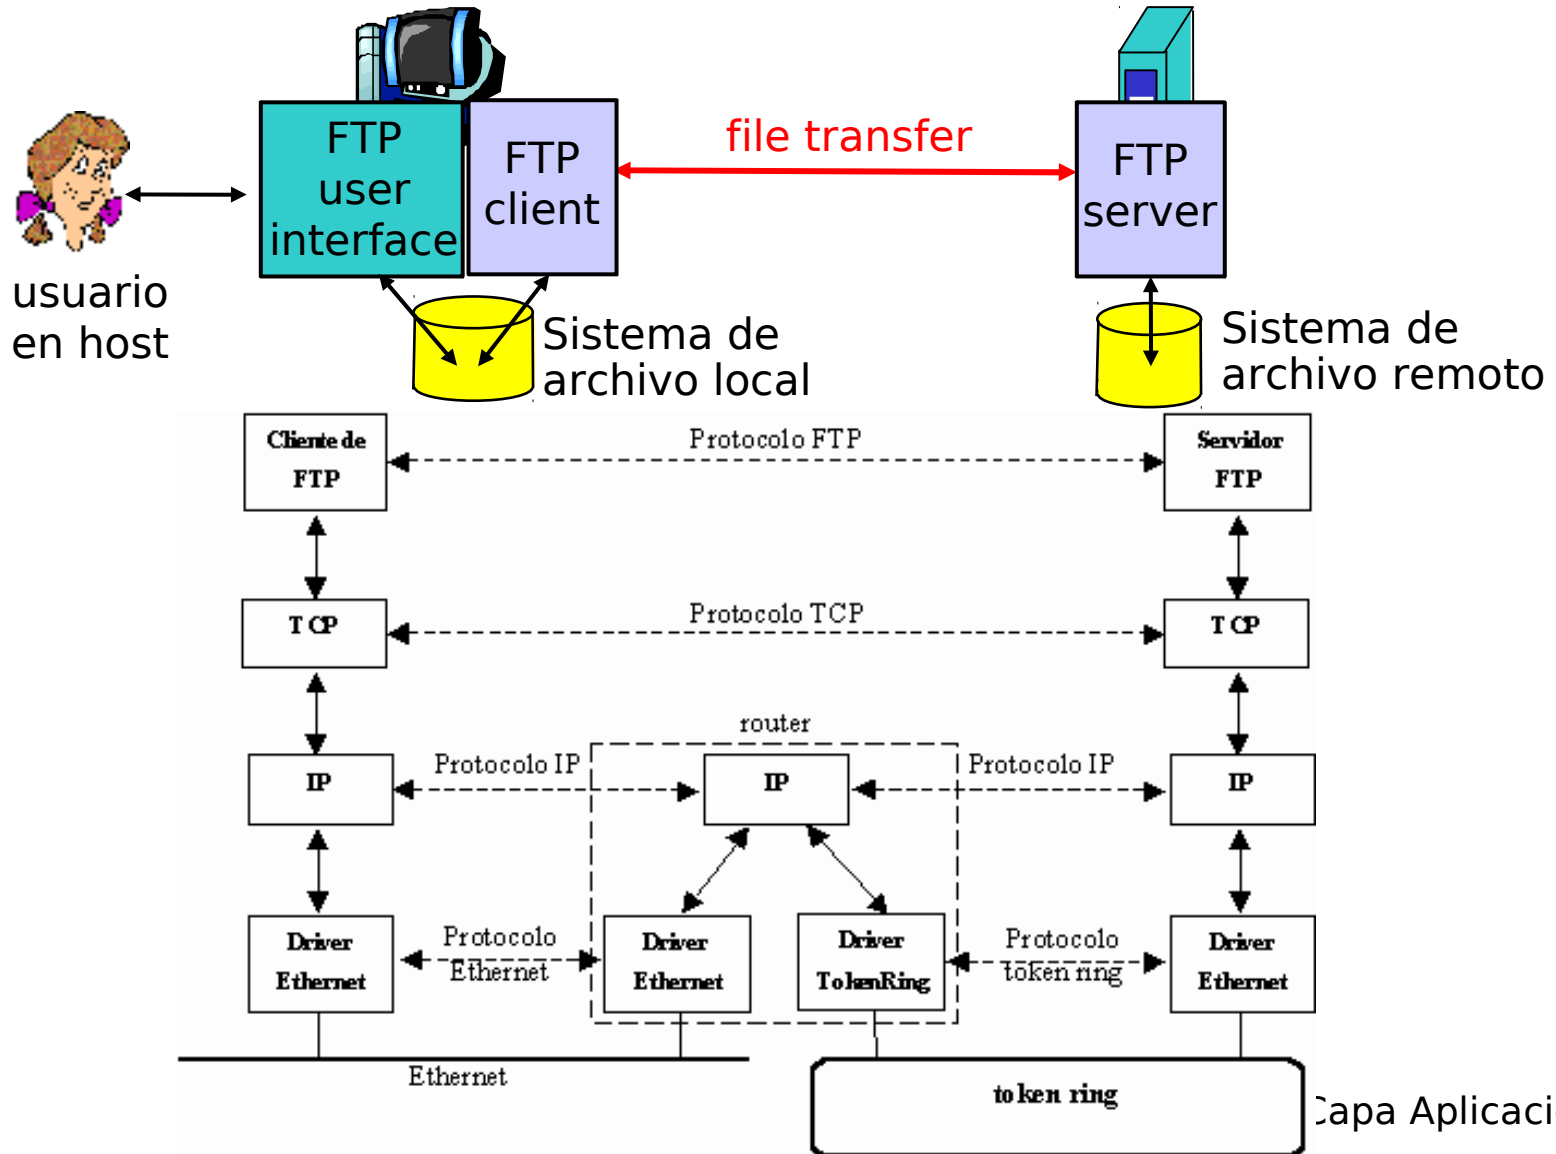 FTP
user
interface
FTP
client
file transfer
FTP
server
usuario
en host
Sistema de
archivo local
Sistema de
archivo remoto
Cliente de
FTP
Protocolo FTP
Servidor
FTP
TCP
Protocolo TCP
TCP
router
IP
Protocolo IP
IP
Protocolo IP
IP
Driver
Ethernet
Protocolo
Ethernet
Driver
Ethernet
Driver
TokenRing
Protocolo
token ring
Driver
Ethernet
Ethernet
token ring
Capa Aplicaci